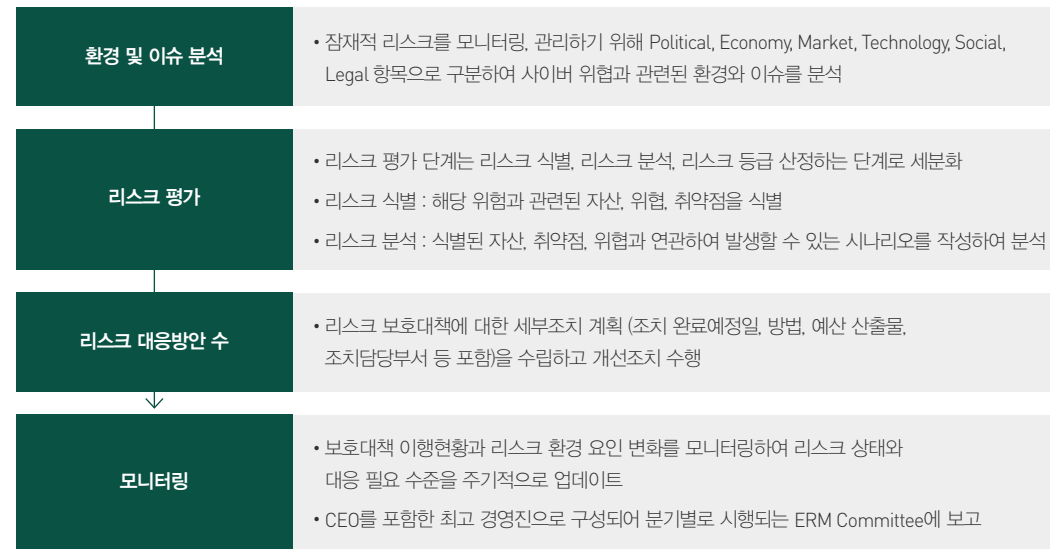 환경 및 이슈 분석
• 잠재적 리스크를 모니터링, 관리하기 위해 Political, Economy, Market, Technology, Social,
Legal 항목으로 구분하여 사이버 위협과 관련된 환경와 이슈를 분석
리스크 평가
• 리스크 평가 단계는 리스크 식별, 리스크 분석, 리스크 등급 산정하는 단계로 세분화
• 리스크 식별 : 해당 위험과 관련된 자산, 위협, 취약점을 식별
• 리스크 분석 : 식별된 자산, 취약점, 위협과 연관하여 발생할 수 있는 시나리오를 작성하여 분석
리스크 대응방안 수
• 리스크 보호대책에 대한 세부조치 계획 (조치 완료예정일, 방법, 예산 산출물,
조치담당부서 등 포함)을 수립하고 개선조치 수행
모니터링
• 보호대책 이행현황과 리스크 환경 요인 변화를 모니터링하여 리스크 상태와
대응 필요 수준을 주기적으로 업데이트
• CEO를 포함한 최고 경영진으로 구성되어 분기별로 시행되는 ERM Committee에 보고